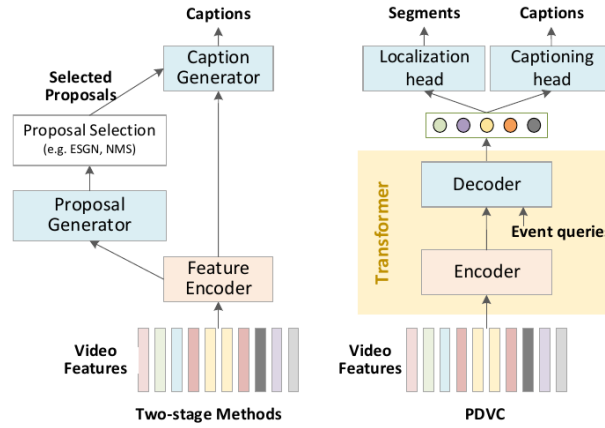 Captions
Caption
Generator
Selected
Proposals
Proposal Selection
(e.g. ESGN, NMS)
Proposal
Generator
Feature
Encoder
Video
Features
Two-stage Methods
Segments
Captions
Localization
head
Captioning
head
Decoder
Transformer
Event queries
Encoder
Video
Features
PDVC